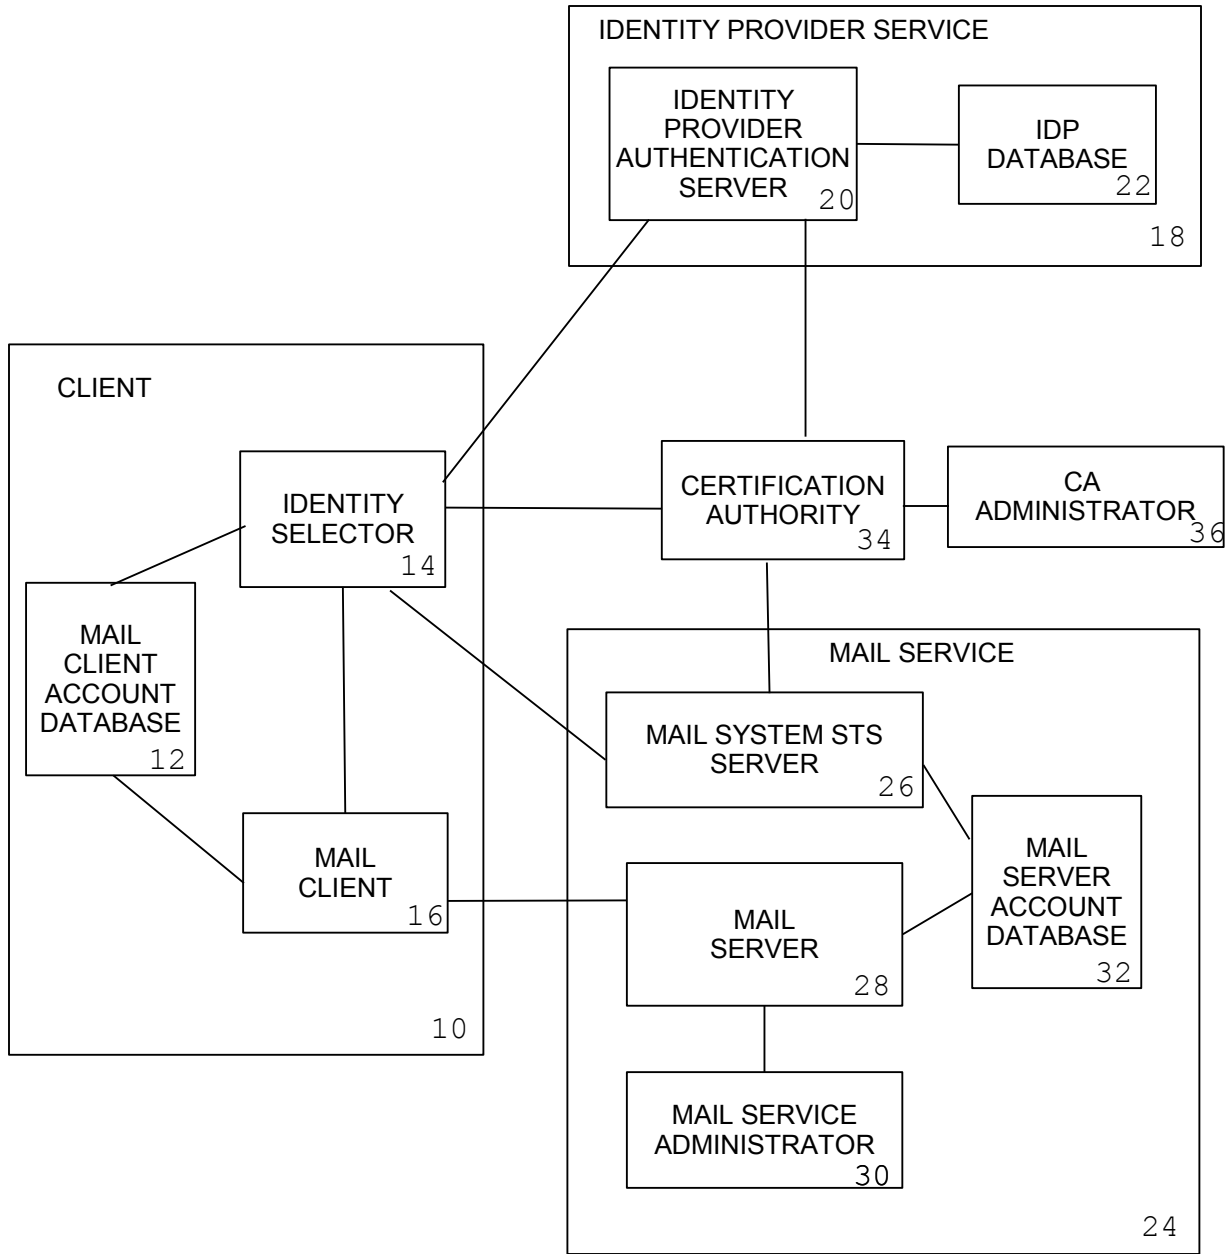 IDENTITY PROVIDER SERVICE
IDENTITY
PROVIDER
AUTHENTICATION
SERVER
20
IDP
DATABASE
22
18
CLIENT
IDENTITY
SELECTOR
14
CERTIFICATION
AUTHORITY
34
CA
ADMINISTRATOR
36
MAIL
CLIENT
ACCOUNT
DATABASE
12
MAIL
CLIENT
16
10
MAIL SERVICE
MAIL SYSTEM STS
SERVER
26
MAIL
SERVER
28
MAIL
SERVER
ACCOUNT
DATABASE
32
MAIL SERVICE
ADMINISTRATOR
30
24